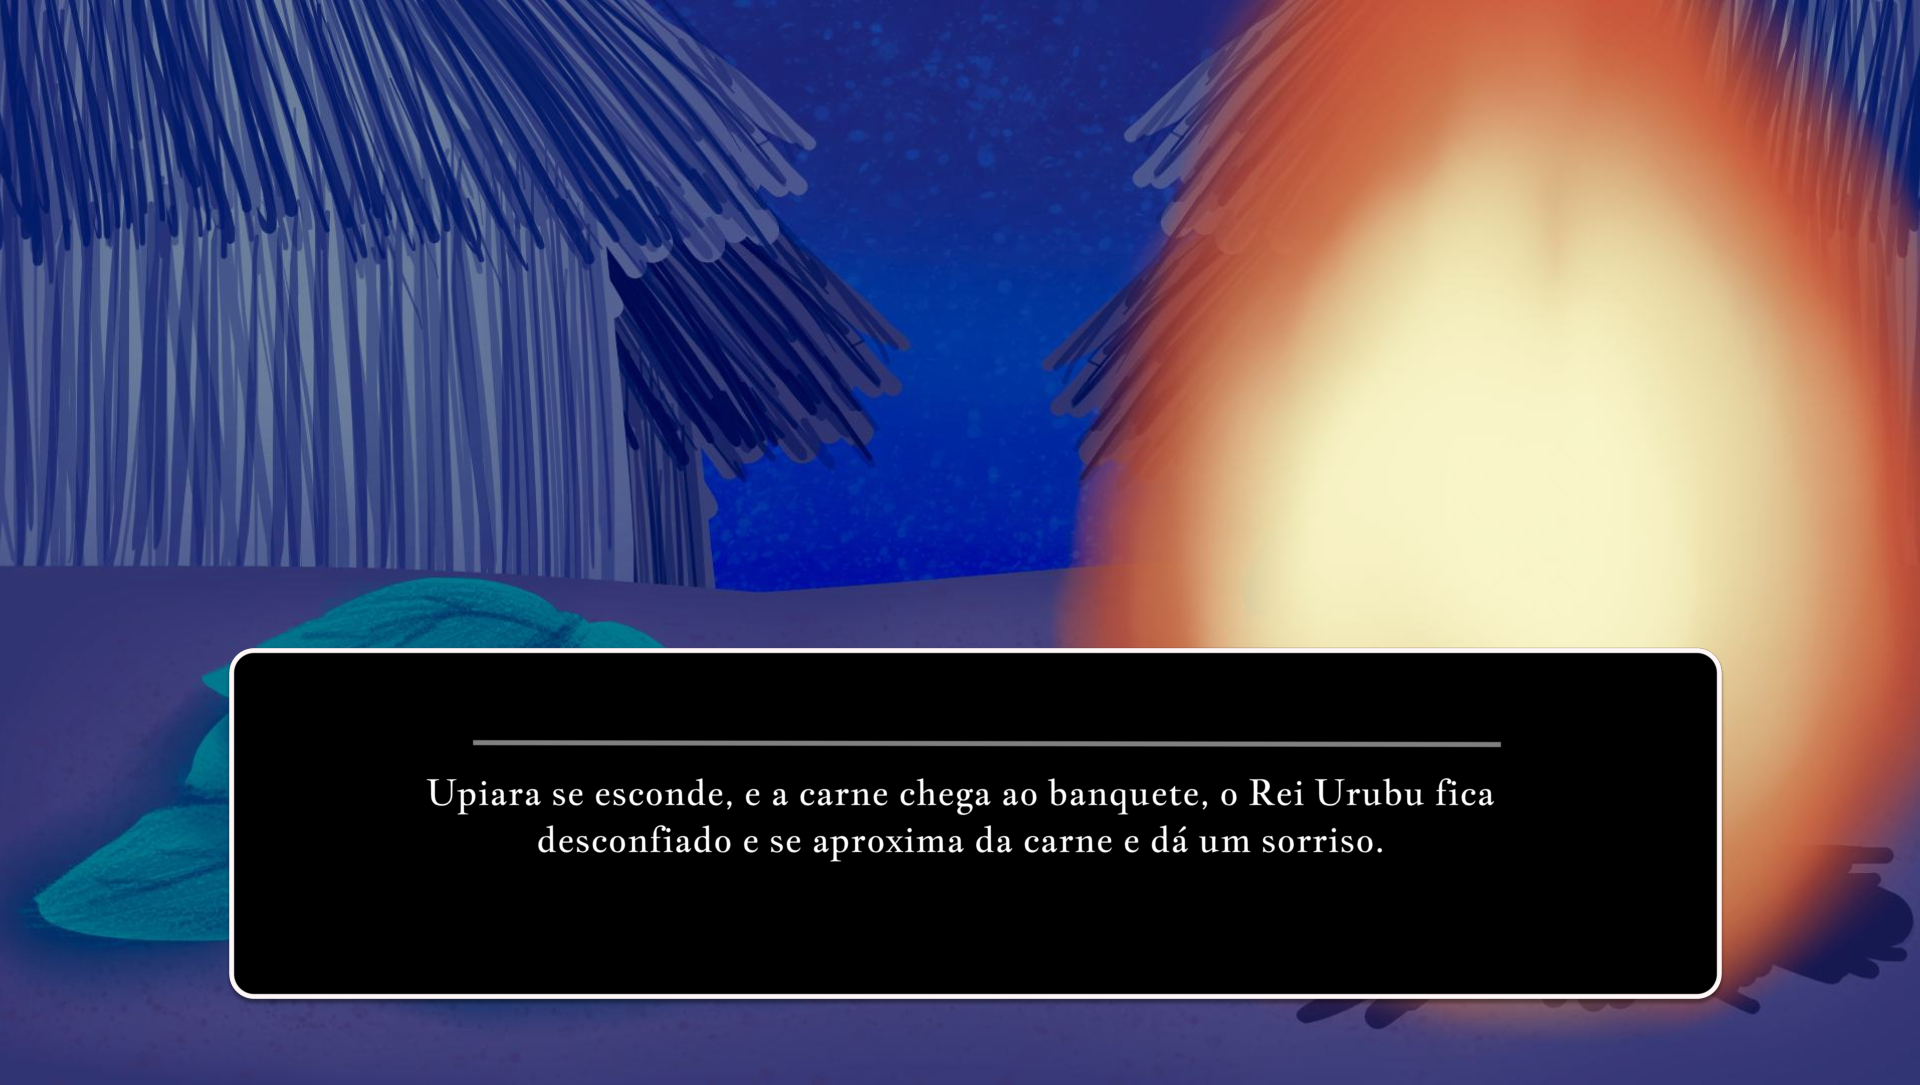 Upiara se esconde, e a carne chega ao banquete, o Rei Urubu fica
desconfiado e se aproxima da carne e dá um sorriso.